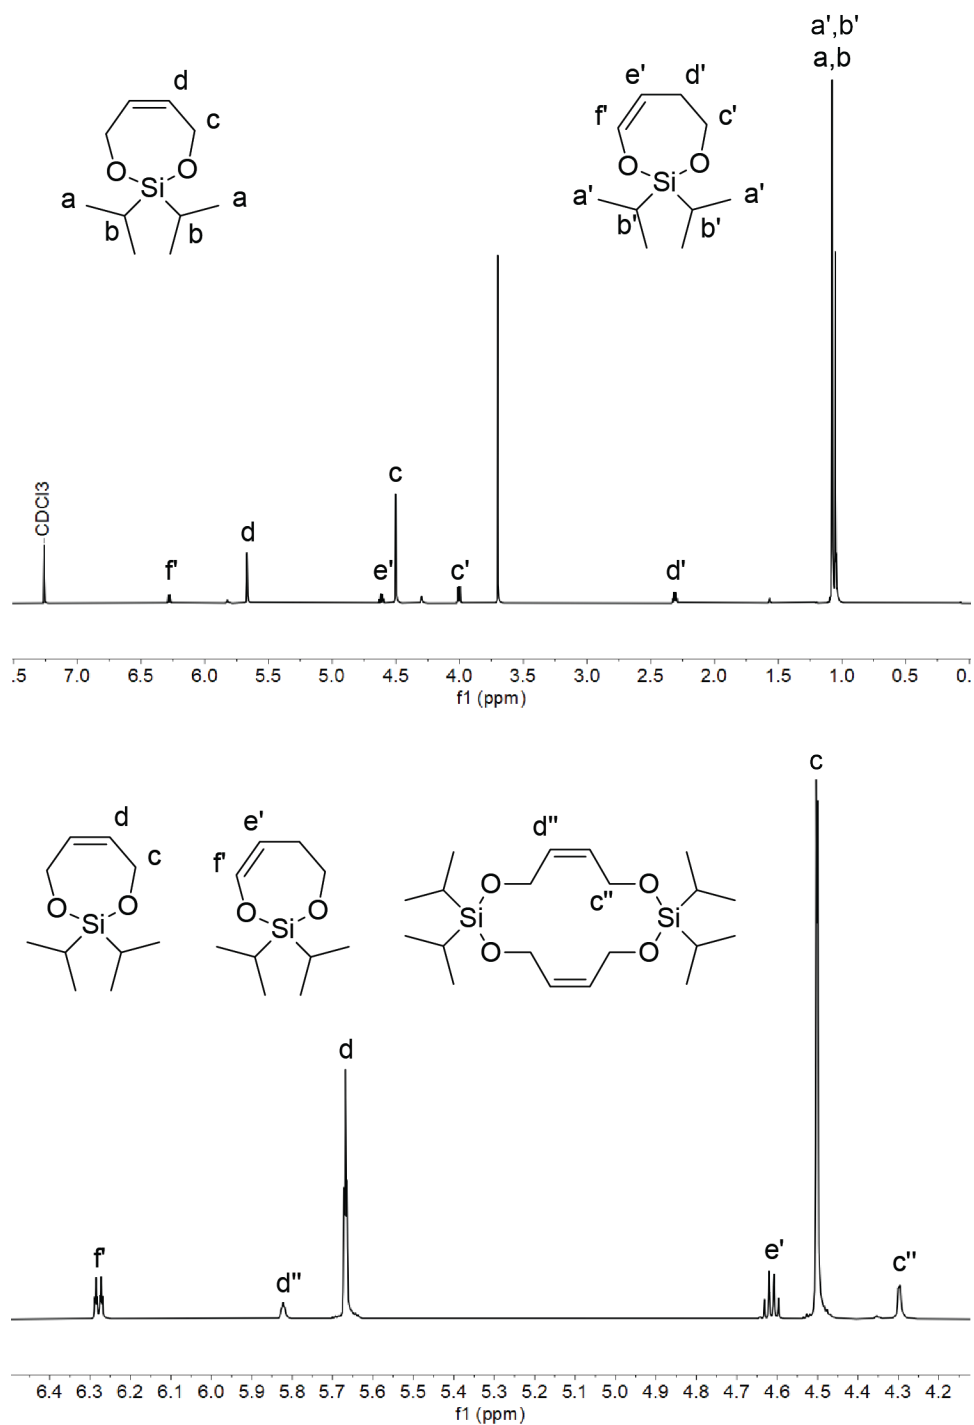 a',b'
a,b
d
c
O
O
Si
a
a
b
b
e'
d'
f'
c'
O
O
Si
a'
a'
b'
b'
CDCl3
f'
d
e'
c
c'
d'
.5 7.0 6.5 6.0 5.5 5.0 4.5 4.0 3.5 3.0 2.5 2.0 1.5 1.0 0.5 0.
f1 (ppm)
c
d
c
O
O
Si
e'
f'
O
O
Si
d''
O
O
c''
Si
Si
O
O
d
f'
d''
e'
c''
6.4 6.3 6.2 6.1 6.0 5.9 5.8 5.7 5.6 5.5 5.4 5.3 5.2 5.1 5.0 4.9 4.8 4.7 4.6 4.5 4.4 4.3 4.2
f1 (ppm)